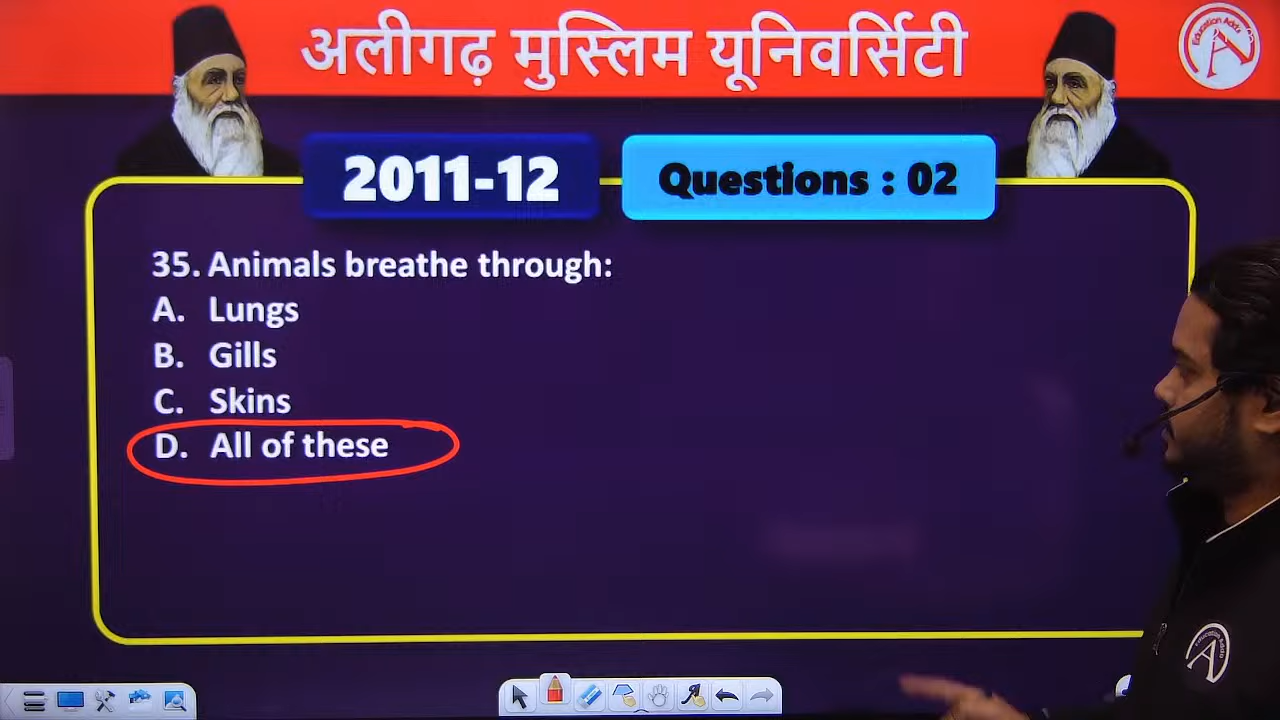 अलीगढ़ मुस्लिम यूनिवर्सिटी
2011-12
Questions : 02
35. Animals breathe through:
A. Lungs
B. Gills
C. Skins
D. All of these